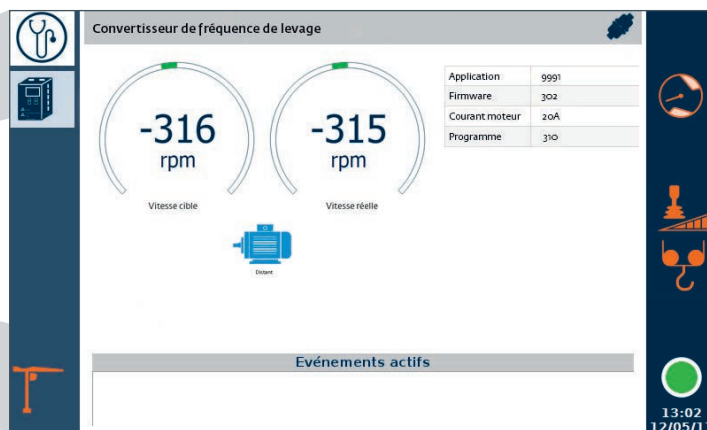 Convertisseur de fréquence de levage
-316
rpm
Vitesse cible
-315
rpm
Vitesse réelle
Application 9991
Firmware 302
Courant moteur 20A
Programme 310
Distant
Evénements actifs
13:02